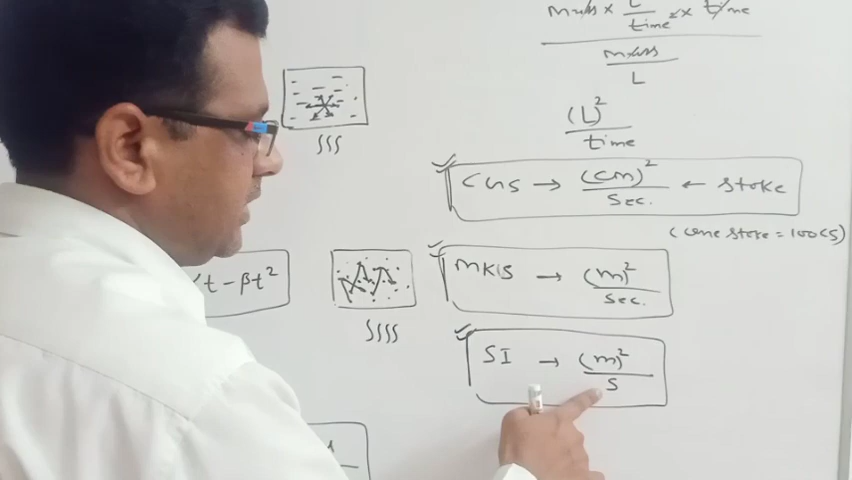 mass × L/time² × time
mass
L
(L)²
time
CGS → (cm)²/sec. ← stoke
(one stoke = 100 cS)
t - βt²
MKS → (m)²/sec.
SI → (m)²/s